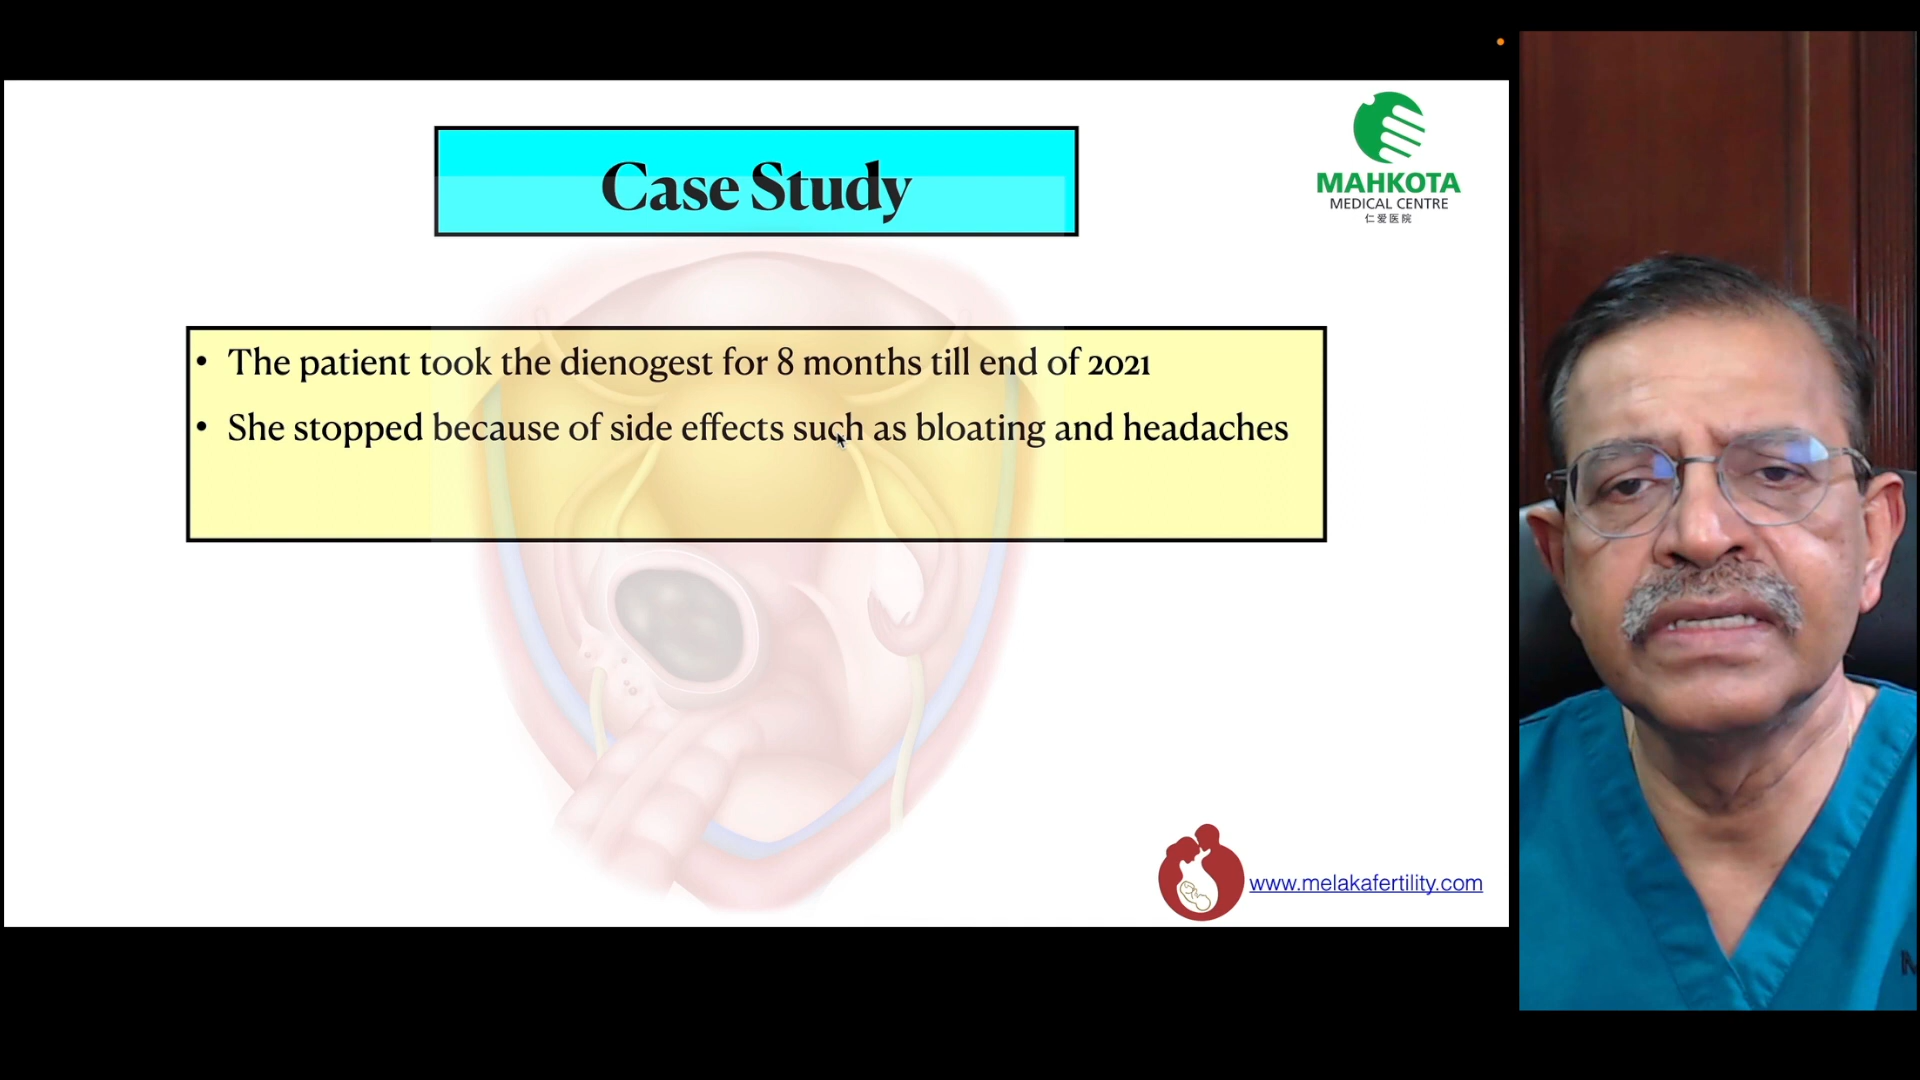 Case Study
MAHKOTA
MEDICAL CENTRE
仁爱医院
• The patient took the dienogest for 8 months till end of 2021
• She stopped because of side effects such as bloating and headaches
www.melakafertility.com